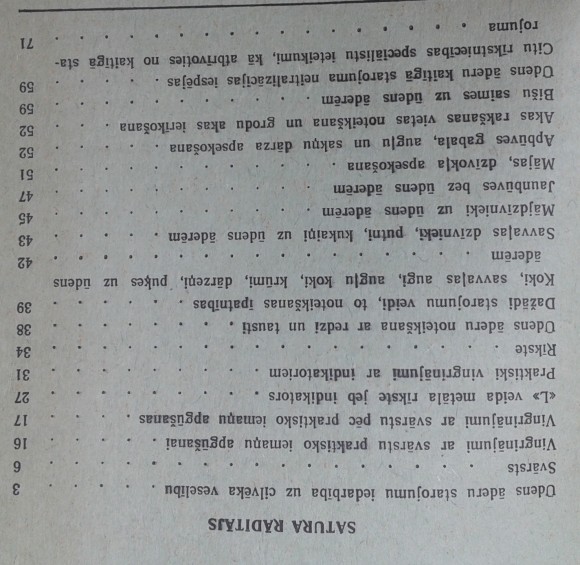 SATURA RĀDĪTĀJS
Ūdens āderu starojumu iedarbība uz cilvēka veselību . . . . . 3
Svārsts . . . . . . . . . . . . . . . . 6
Vingrinājumi ar svārstu praktisko iemaņu apgūšanai . . . . . 16
Vingrinājumi ar svārstu pēc praktisko iemaņu apgūšanas . . . . 17
«L» veida metāla rīkste jeb indikators . . . . . . . . 27
Praktiski vingrinājumi ar indikatoriem . . . . . . . . 31
Rīkste . . . . . . . . . . . . . . . . 34
Ūdens āderu noteikšana ar redzi un tausti . . . . . . . . 38
Dažādi starojumu veidi, to noteikšanas īpatnības . . . . . . 39
Koki, savvaļas augi, augļu koki, krūmi, dārzeņi, puķes uz ūdens
āderēm . . . . . . . . . . . . . . . . 42
Savvaļas dzīvnieki, putni, kukaiņi uz ūdens āderēm . . . . . 43
Mājdzīvnieki uz ūdens āderēm . . . . . . . . . . 45
Jaunbūves bez ūdens āderēm . . . . . . . . . . 47
Mājas, dzīvokļa apsekošana . . . . . . . . . . 51
Apbūves gabala, augļu un sakņu dārza apsekošana . . . . . 52
Akas rakšanas vietas noteikšana un grodu akas ierīkošana . . . 52
Bišu saimes uz ūdens āderēm . . . . . . . . . . 59
Ūdens āderu kaitīgā starojuma neitralizācijas iespējas . . . . . 59
Citu rīkstniecības speciālistu ieteikumi, kā atbrīvoties no kaitīgā sta-
rojuma . . . . . . . . . . . . . . . . 71